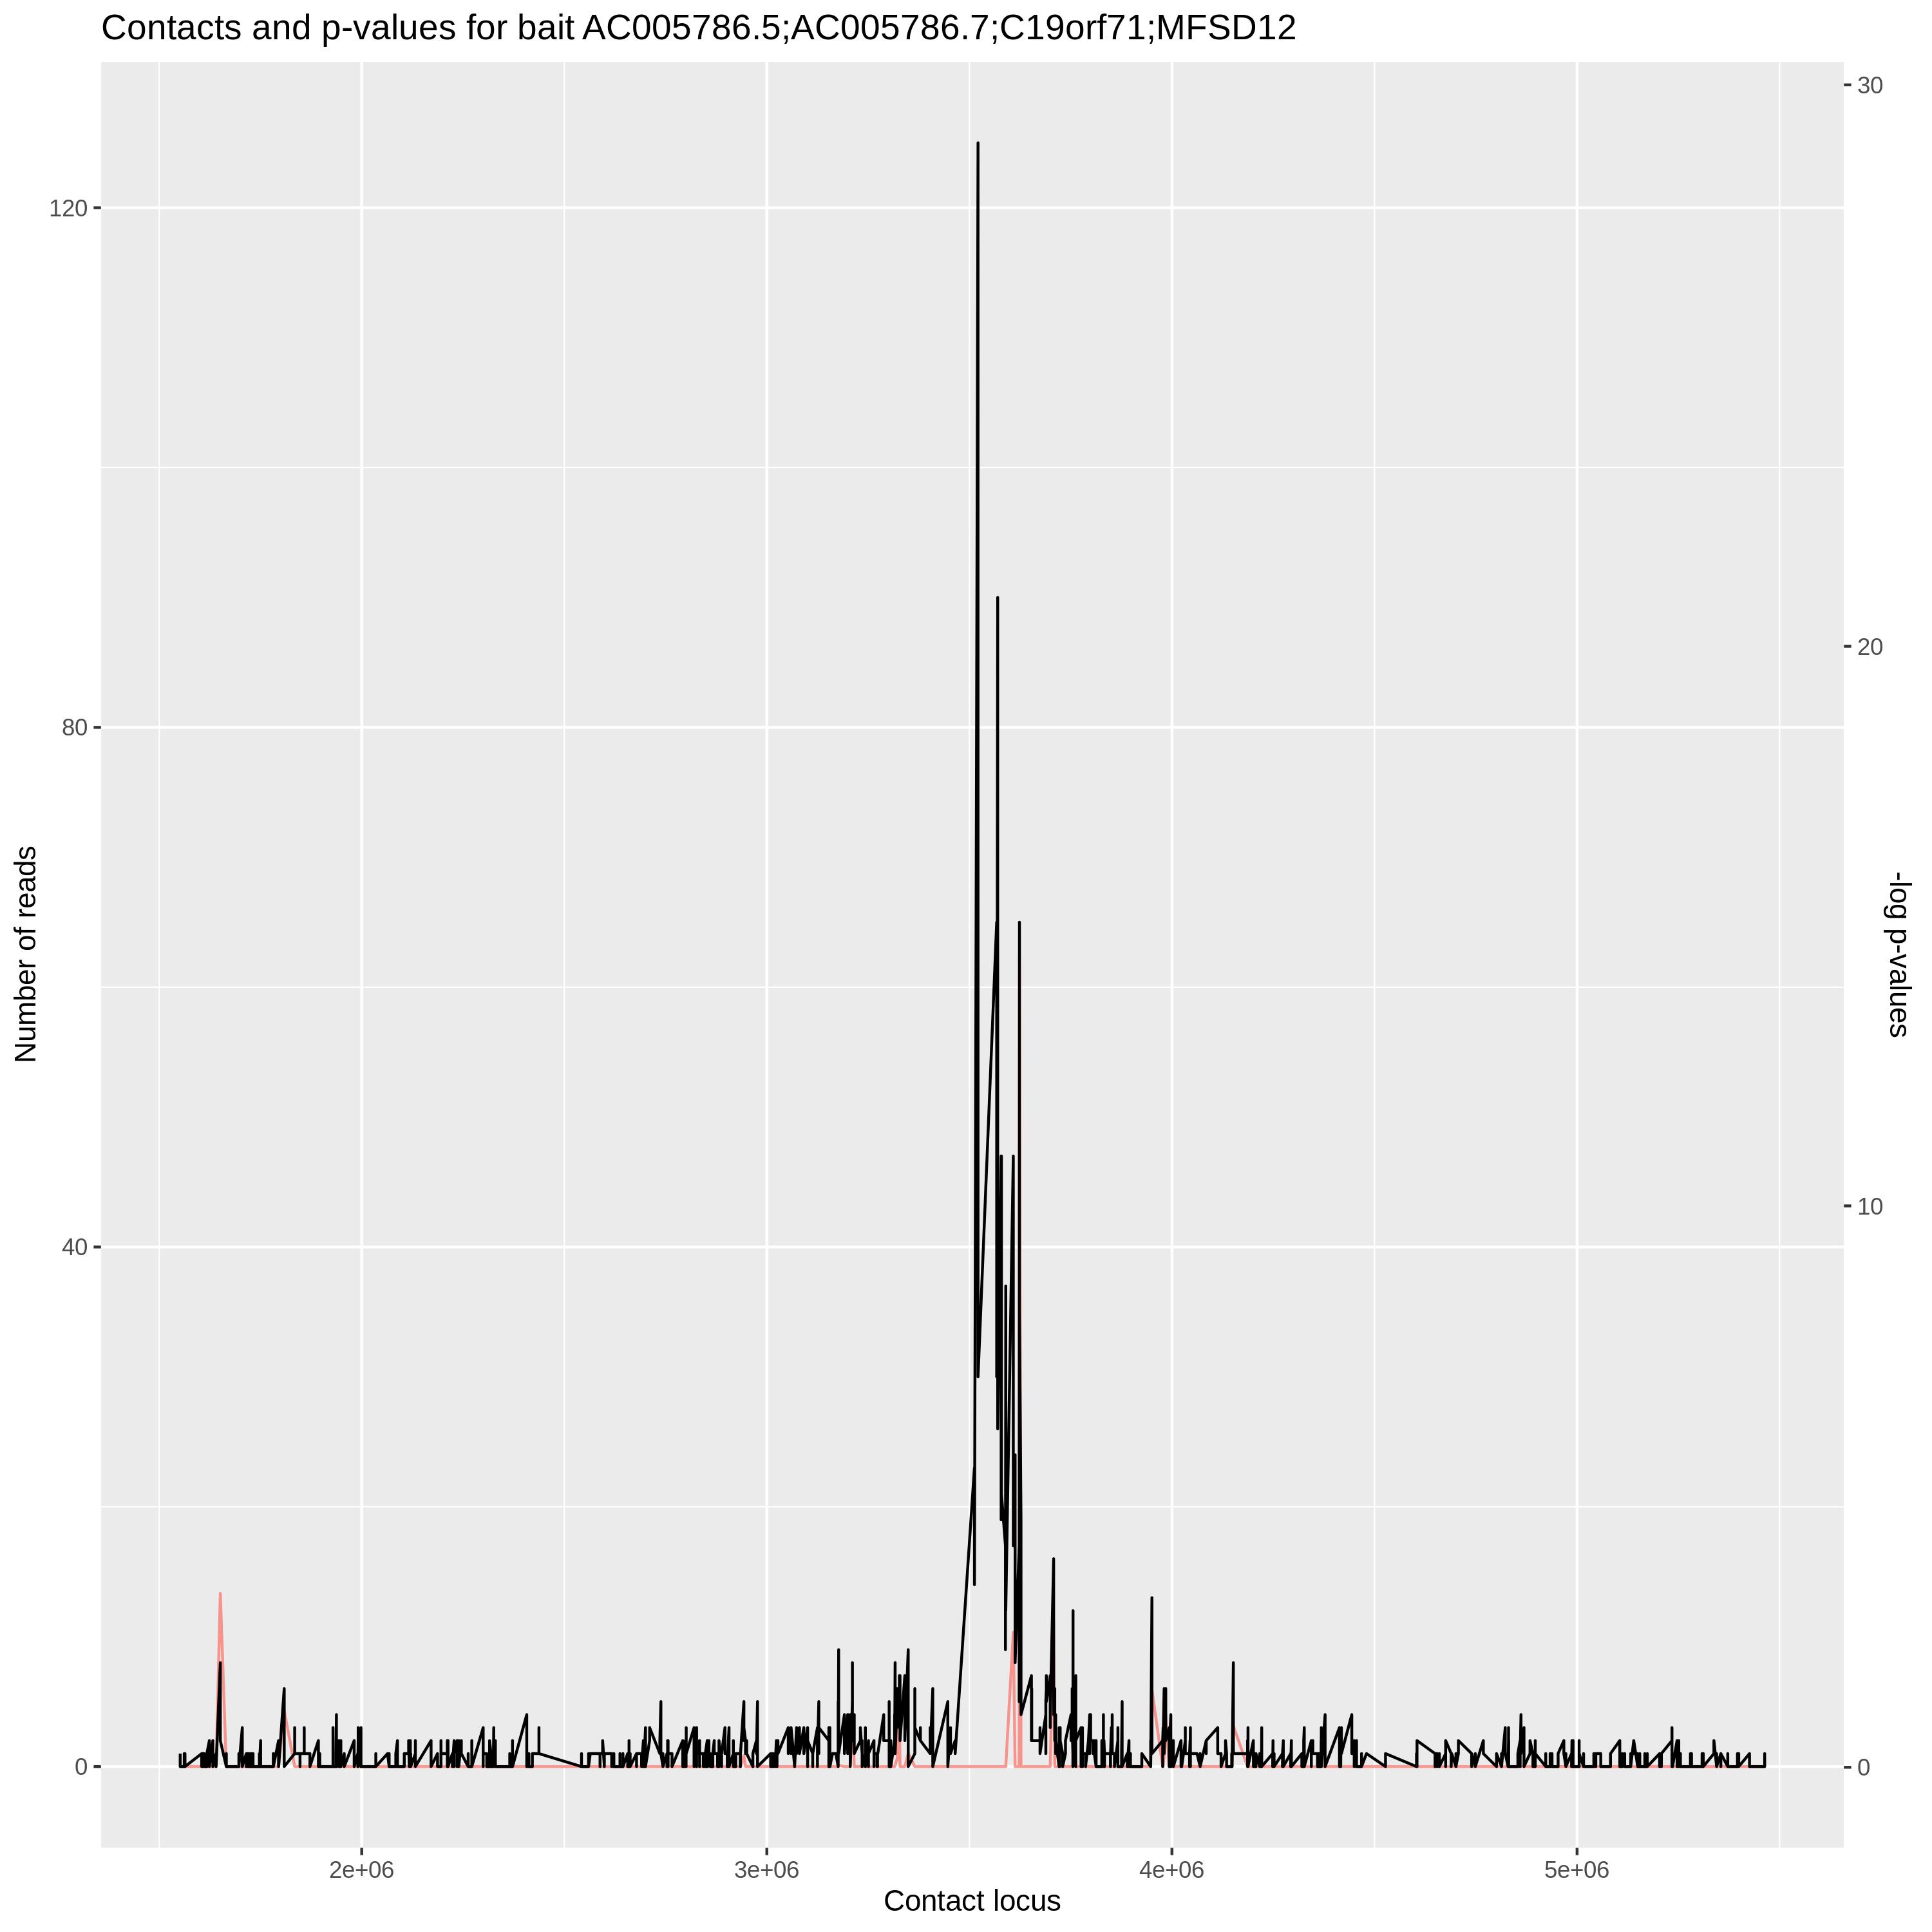 Contacts and p-values for bait AC005786.5;AC005786.7;C19orf71;MFSD12
30
120
20
80
Number of reads
-log p-values
10
40
0
0
2e+06
3e+06
4e+06
5e+06
Contact locus